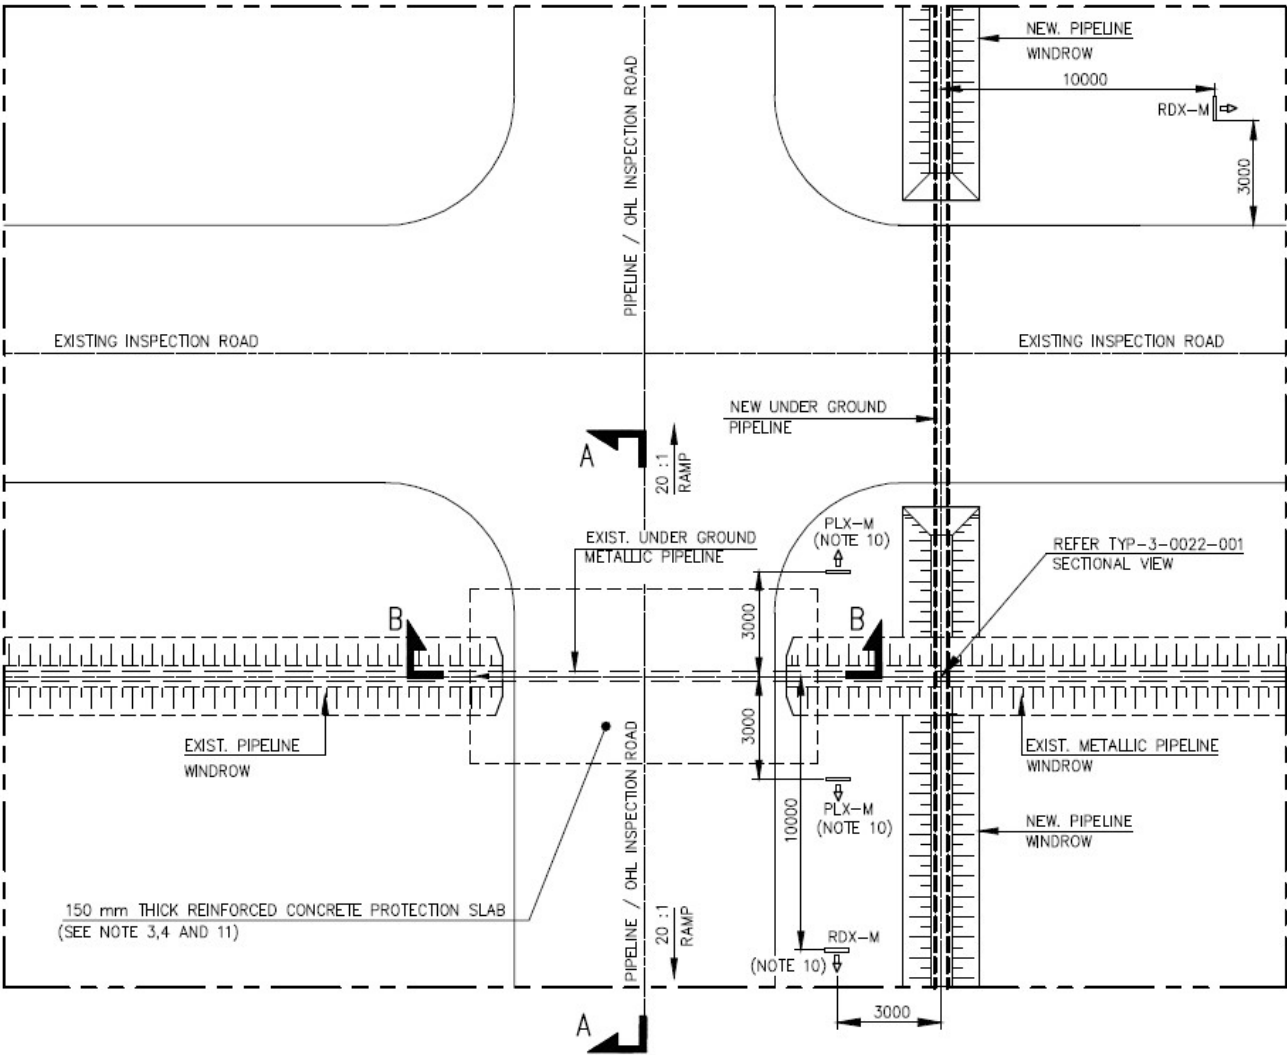 NEW. PIPELINE
WINDROW
10000
RDX-M
3000
PIPELINE / OHL INSPECTION ROAD
EXISTING INSPECTION ROAD
EXISTING INSPECTION ROAD
NEW UNDER GROUND
PIPELINE
A
20 :1
RAMP
EXIST. UNDER GROUND
METALLIC PIPELINE
PLX-M
(NOTE 10)
REFER TYP-3-0022-001
SECTIONAL VIEW
B
B
3000
3000
EXIST. PIPELINE
WINDROW
EXIST. METALLIC PIPELINE
WINDROW
PLX-M
(NOTE 10)
10000
NEW. PIPELINE
WINDROW
150 mm THICK REINFORCED CONCRETE PROTECTION SLAB
(SEE NOTE 3,4 AND 11)
PIPELINE / OHL INSPECTION ROAD
20 :1
RAMP
RDX-M
(NOTE 10)
3000
A